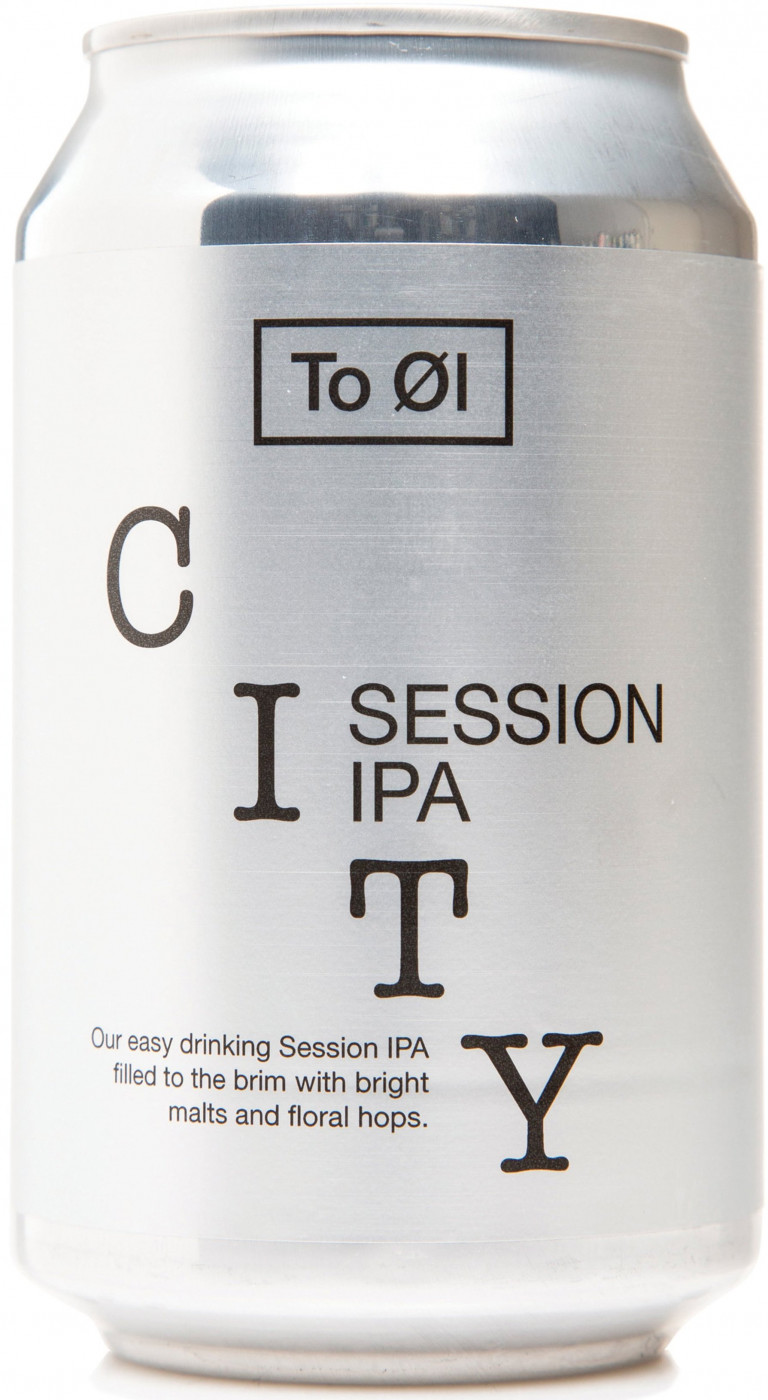 To Øl
C
I
SESSION
IPA
T
Y
Our easy drinking Session IPA
filled to the brim with bright
malts and floral hops.